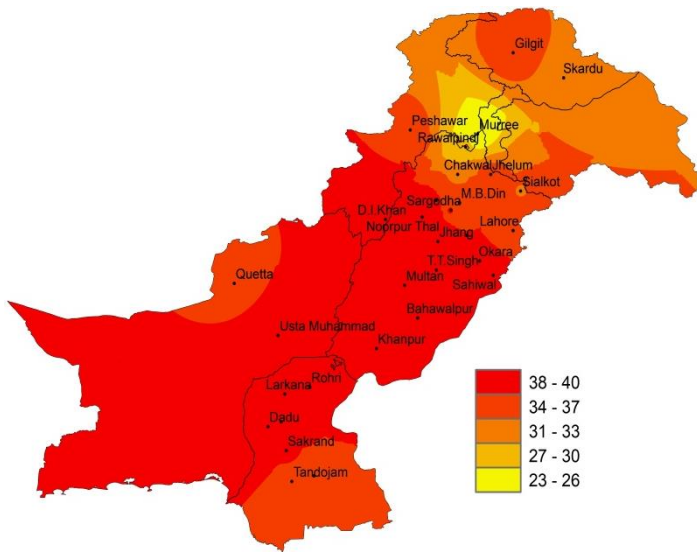 Gilgit
Skardu
Peshawar
Murree
Rawalpindi
Chakwal
Jhelum
Sialkot
M.B.Din
Sargodha
D.I.Khan
Noorpur Thal
Lahore
Jhang
Okara
T.T.Singh
Quetta
Multan
Sahiwal
Bahawalpur
Usta Muhammad
Khanpur
Rohri
Larkana
Dadu
Sakrand
Tandojam
38 - 40
34 - 37
31 - 33
27 - 30
23 - 26